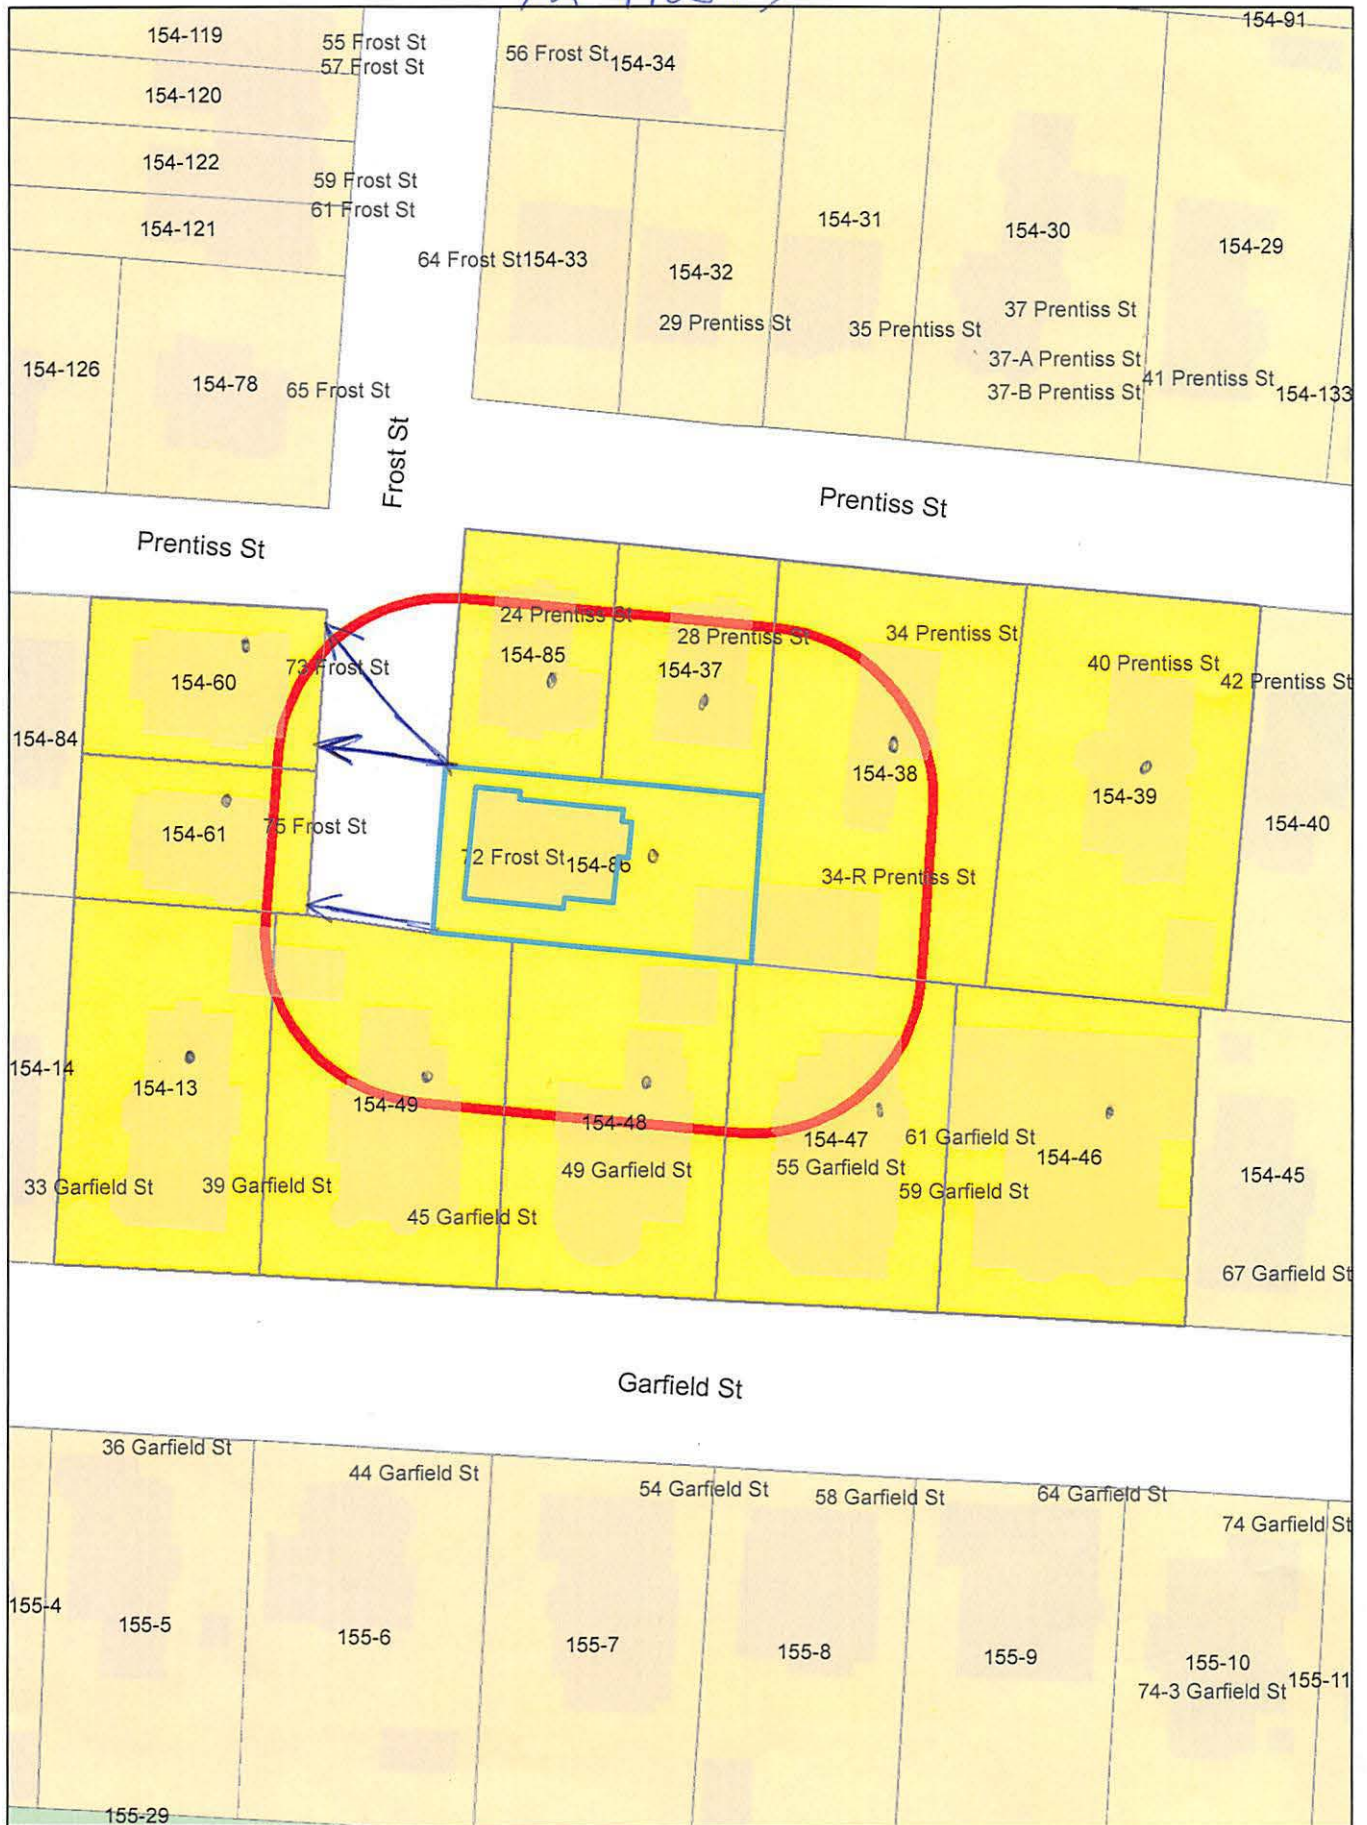 154-91
154-119
55 Frost St
57 Frost St
56 Frost St
154-34
154-120
154-122
59 Frost St
61 Frost St
154-121
154-31
154-30
154-29
64 Frost St
154-33
154-32
29 Prentiss St
35 Prentiss St
37 Prentiss St
37-A Prentiss St
37-B Prentiss St
41 Prentiss St
154-133
154-126
154-78
65 Frost St
Frost St
Prentiss St
Prentiss St
24 Prentiss St
28 Prentiss St
34 Prentiss St
40 Prentiss St
42 Prentiss St
154-60
73 Frost St
154-85
154-37
154-84
154-38
154-39
154-40
154-61
75 Frost St
72 Frost St
154-86
34-R Prentiss St
154-14
154-13
154-49
154-48
154-47
61 Garfield St
154-46
154-45
33 Garfield St
39 Garfield St
45 Garfield St
49 Garfield St
55 Garfield St
59 Garfield St
67 Garfield St
Garfield St
36 Garfield St
44 Garfield St
54 Garfield St
58 Garfield St
64 Garfield St
74 Garfield St
155-4
155-5
155-6
155-7
155-8
155-9
155-10
155-11
74-3 Garfield St
155-29